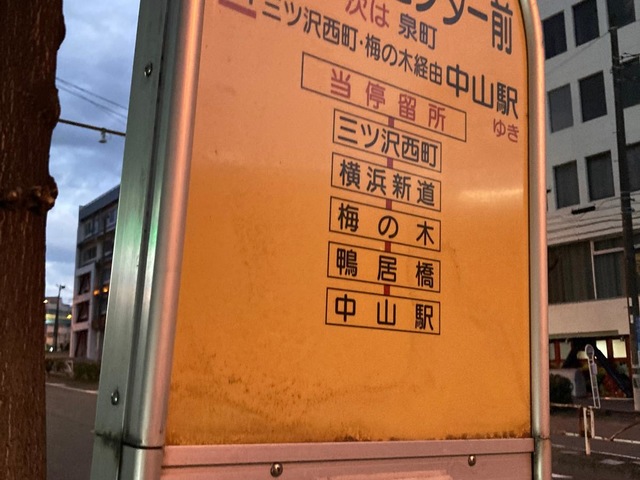 ンター前
次は 泉町
三ツ沢西町・梅の木経由 中山駅
ゆき
当停留所
三ツ沢西町
横浜新道
梅の木
鴨居橋
中山駅